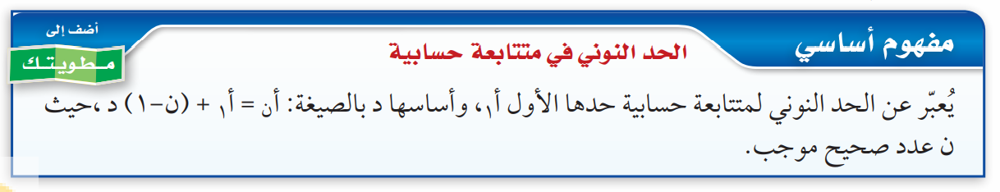 مفهوم أساسي
الحد النوني في متتابعة حسابية
أضف إلى
مطويتك
يُعبّر عن الحد النوني لمتتابعة حسابية حدها الأول أ١، وأساسها د بالصيغة: أن = أ١ + (ن−١) د ،حيث
ن عدد صحيح موجب.